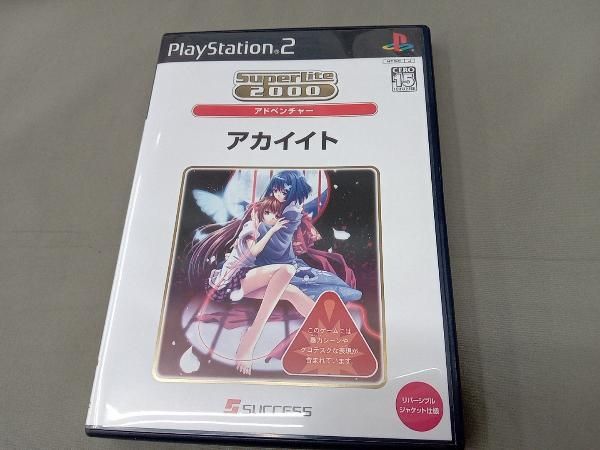 PlayStation®2
SuperLite
2000
CERO
15
アドベンチャー
アカイイト
このゲームには
暴力シーンや
グロテスクな表現が
含まれています
SUCCESS
リバーシブル
ジャケット仕様